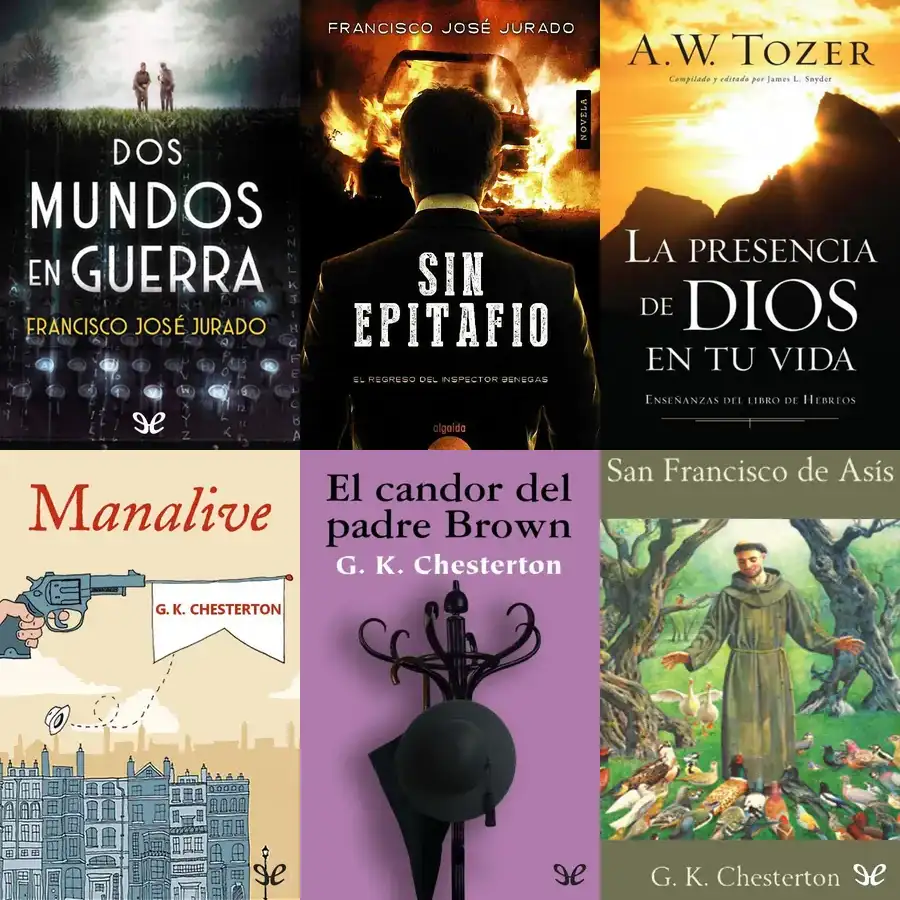 DOS
MUNDOS
EN GUERRA
FRANCISCO JOSÉ JURADO
FRANCISCO JOSÉ JURADO
NOVELA
SIN
EPITAFIO
EL REGRESO DEL INSPECTOR BENEGAS
algaida
A.W. TOZER
Compilado y editado por James L. Snyder
LA PRESENCIA
DE DIOS
EN TU VIDA
ENSEÑANZAS DEL LIBRO DE HEBREOS
Manalive
G. K. CHESTERTON
El candor del
padre Brown
G. K. Chesterton
San Francisco de Asís
G. K. Chesterton